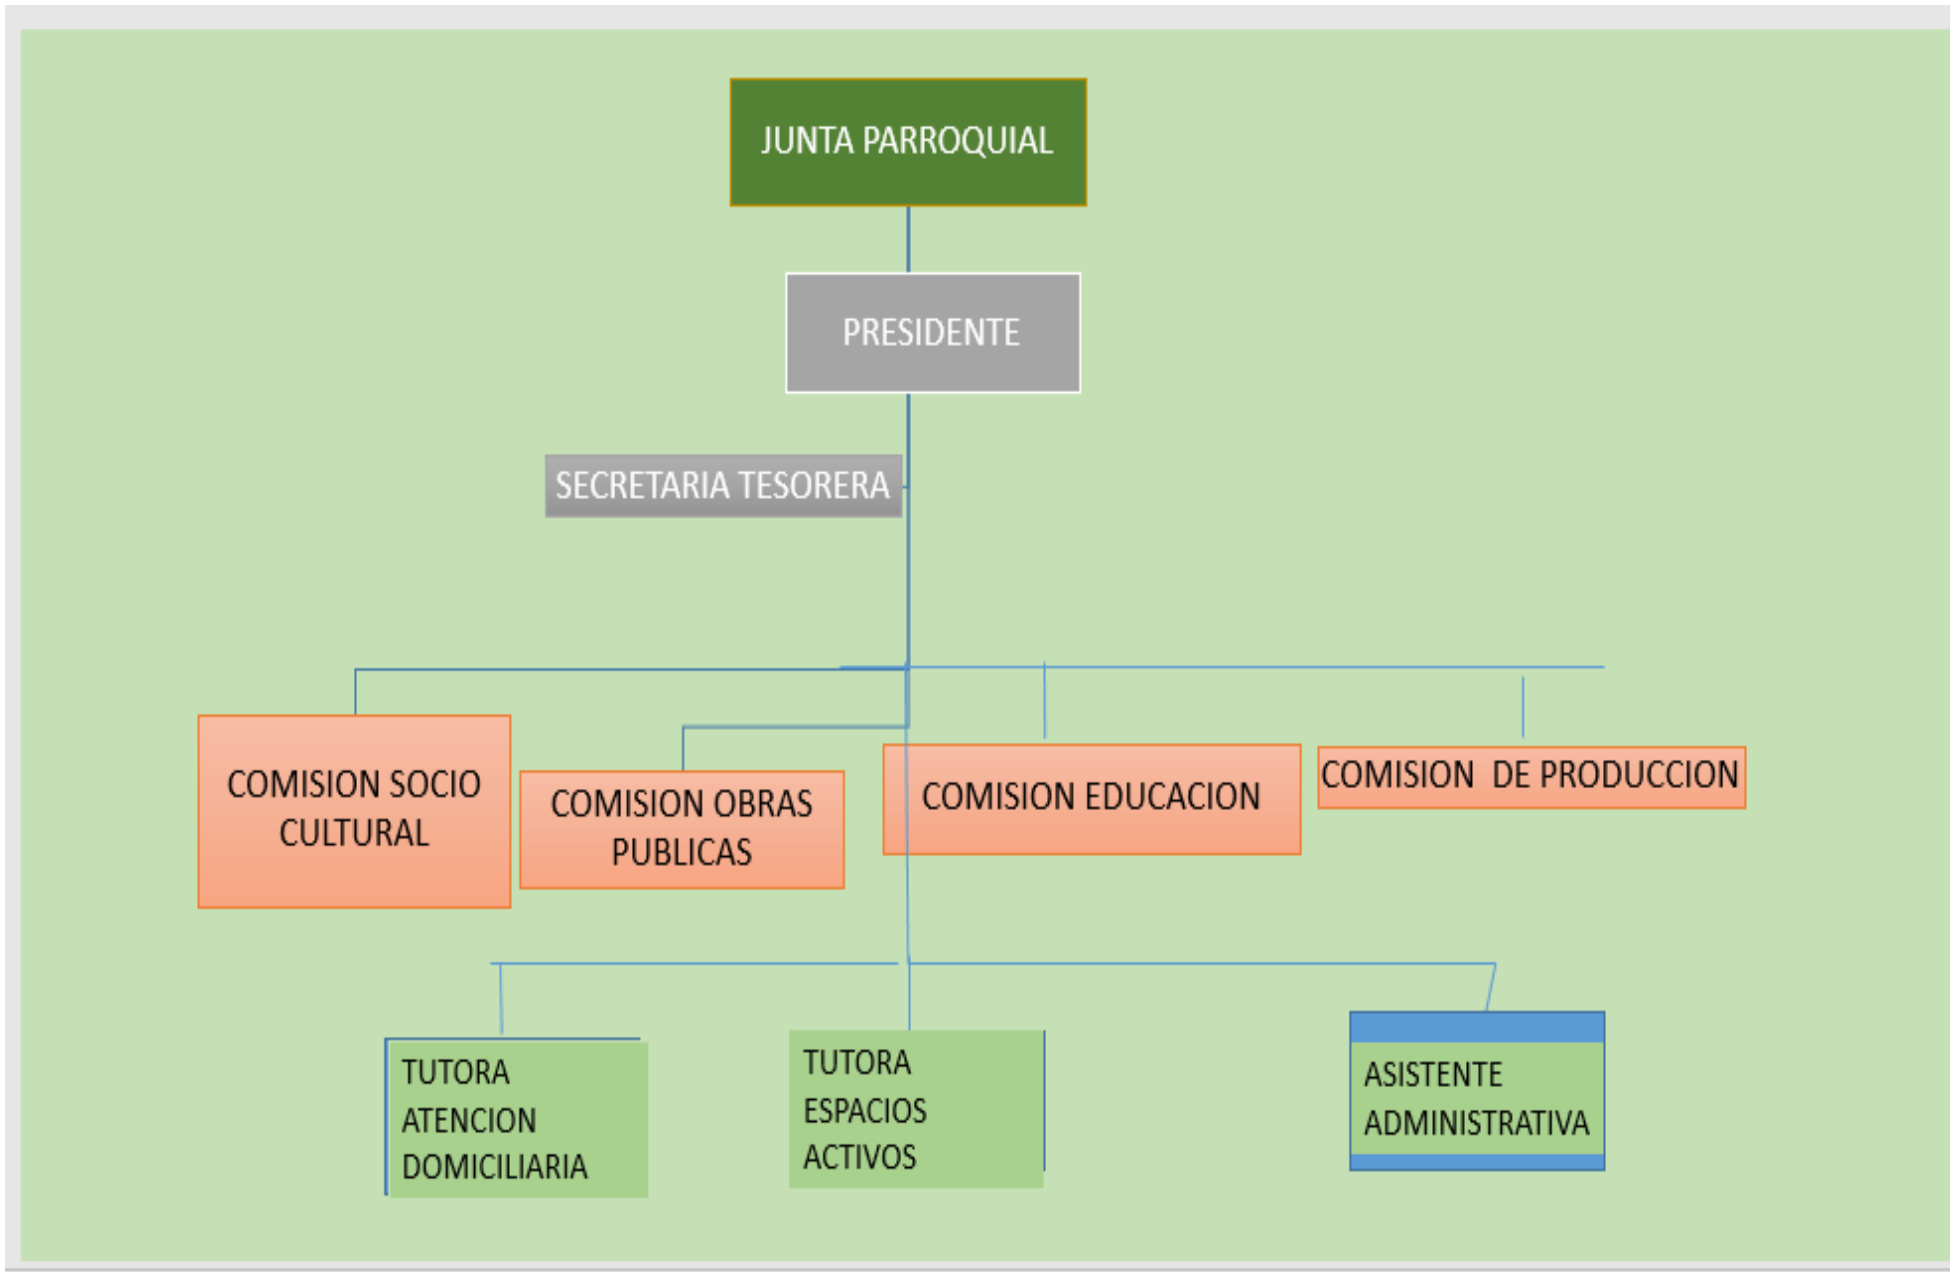 JUNTA PARROQUIAL
PRESIDENTE
SECRETARIA TESORERA
COMISION SOCIO
CULTURAL
COMISION OBRAS
PUBLICAS
COMISION EDUCACION
COMISION  DE PRODUCCION
TUTORA
ATENCION
DOMICILIARIA
TUTORA
ESPACIOS
ACTIVOS
ASISTENTE
ADMINISTRATIVA